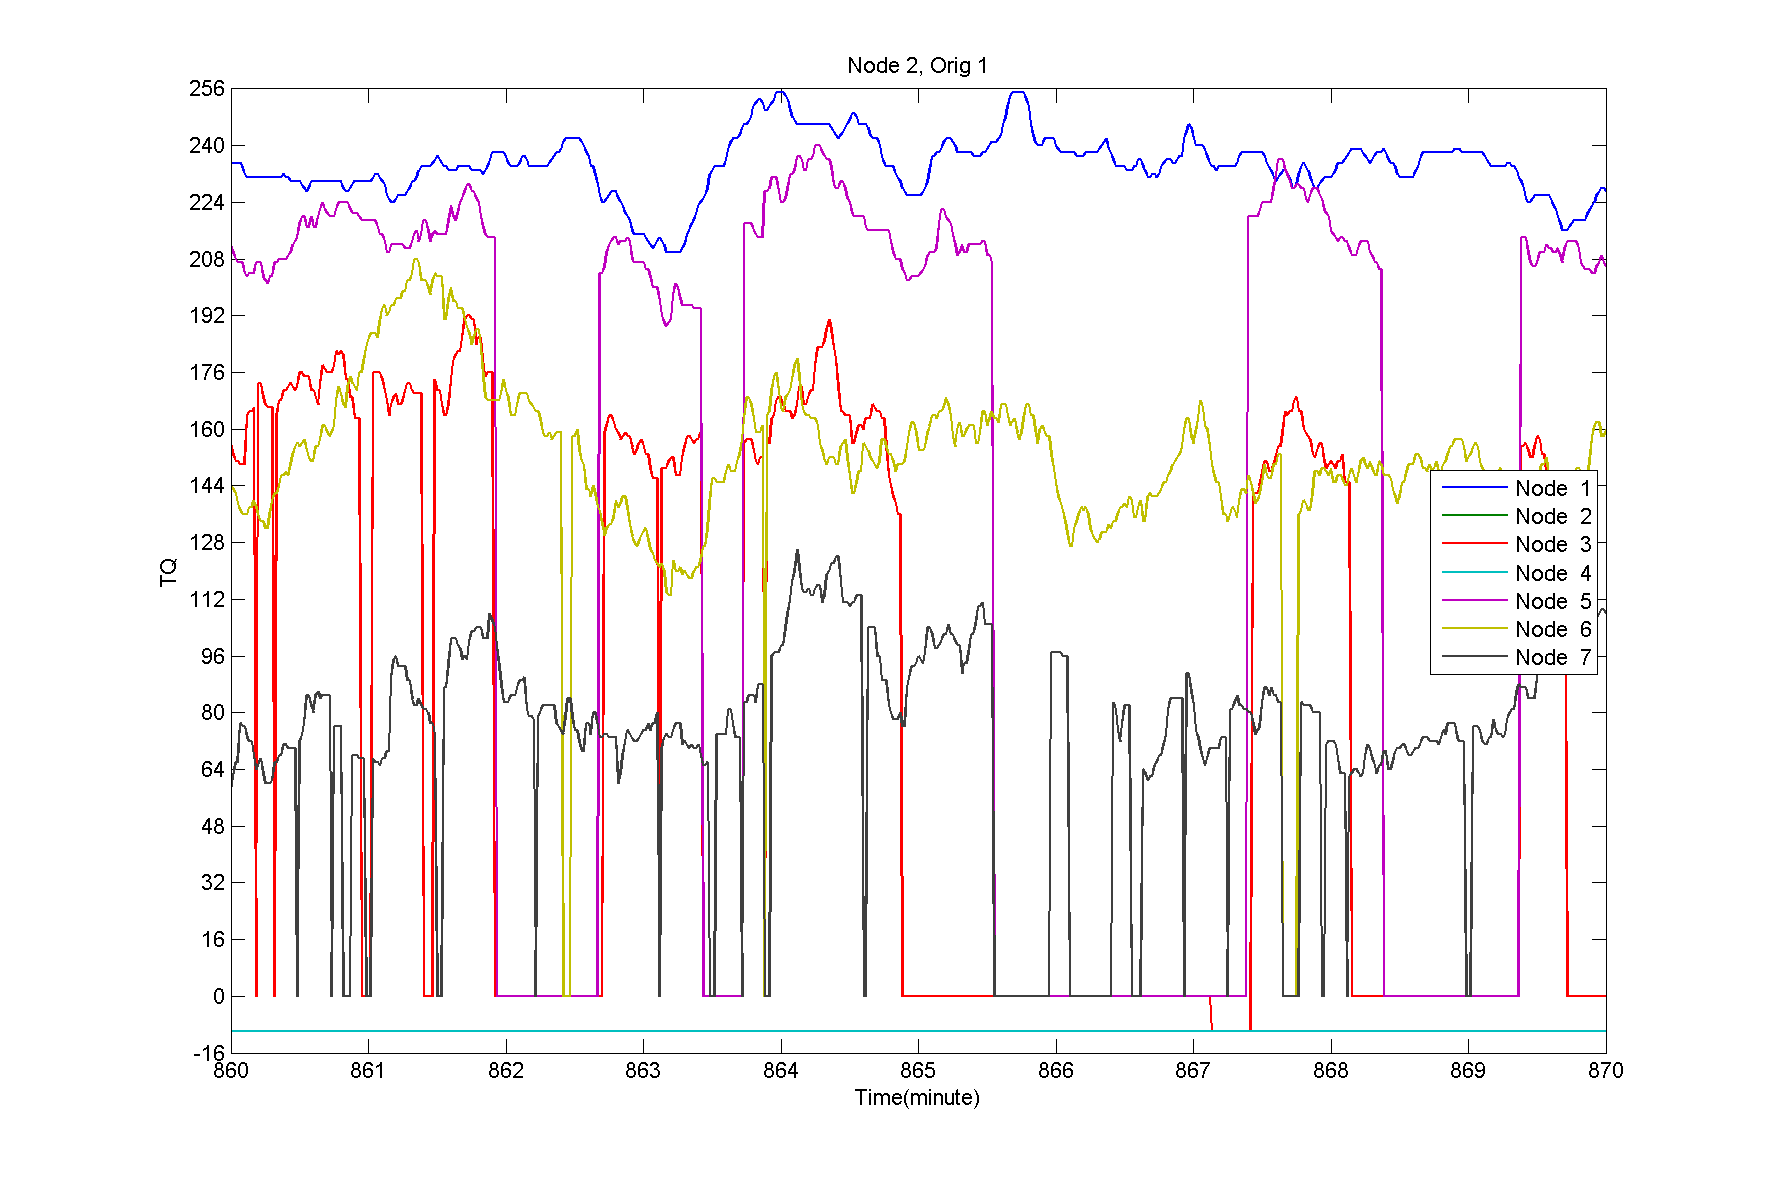 Node 2, Orig 1
256
240
224
208
192
176
160
144
128
112
96
80
64
48
32
16
0
-16
TQ
Node 1
Node 2
Node 3
Node 4
Node 5
Node 6
Node 7
860 861 862 863 864 865 866 867 868 869 870
Time(minute)